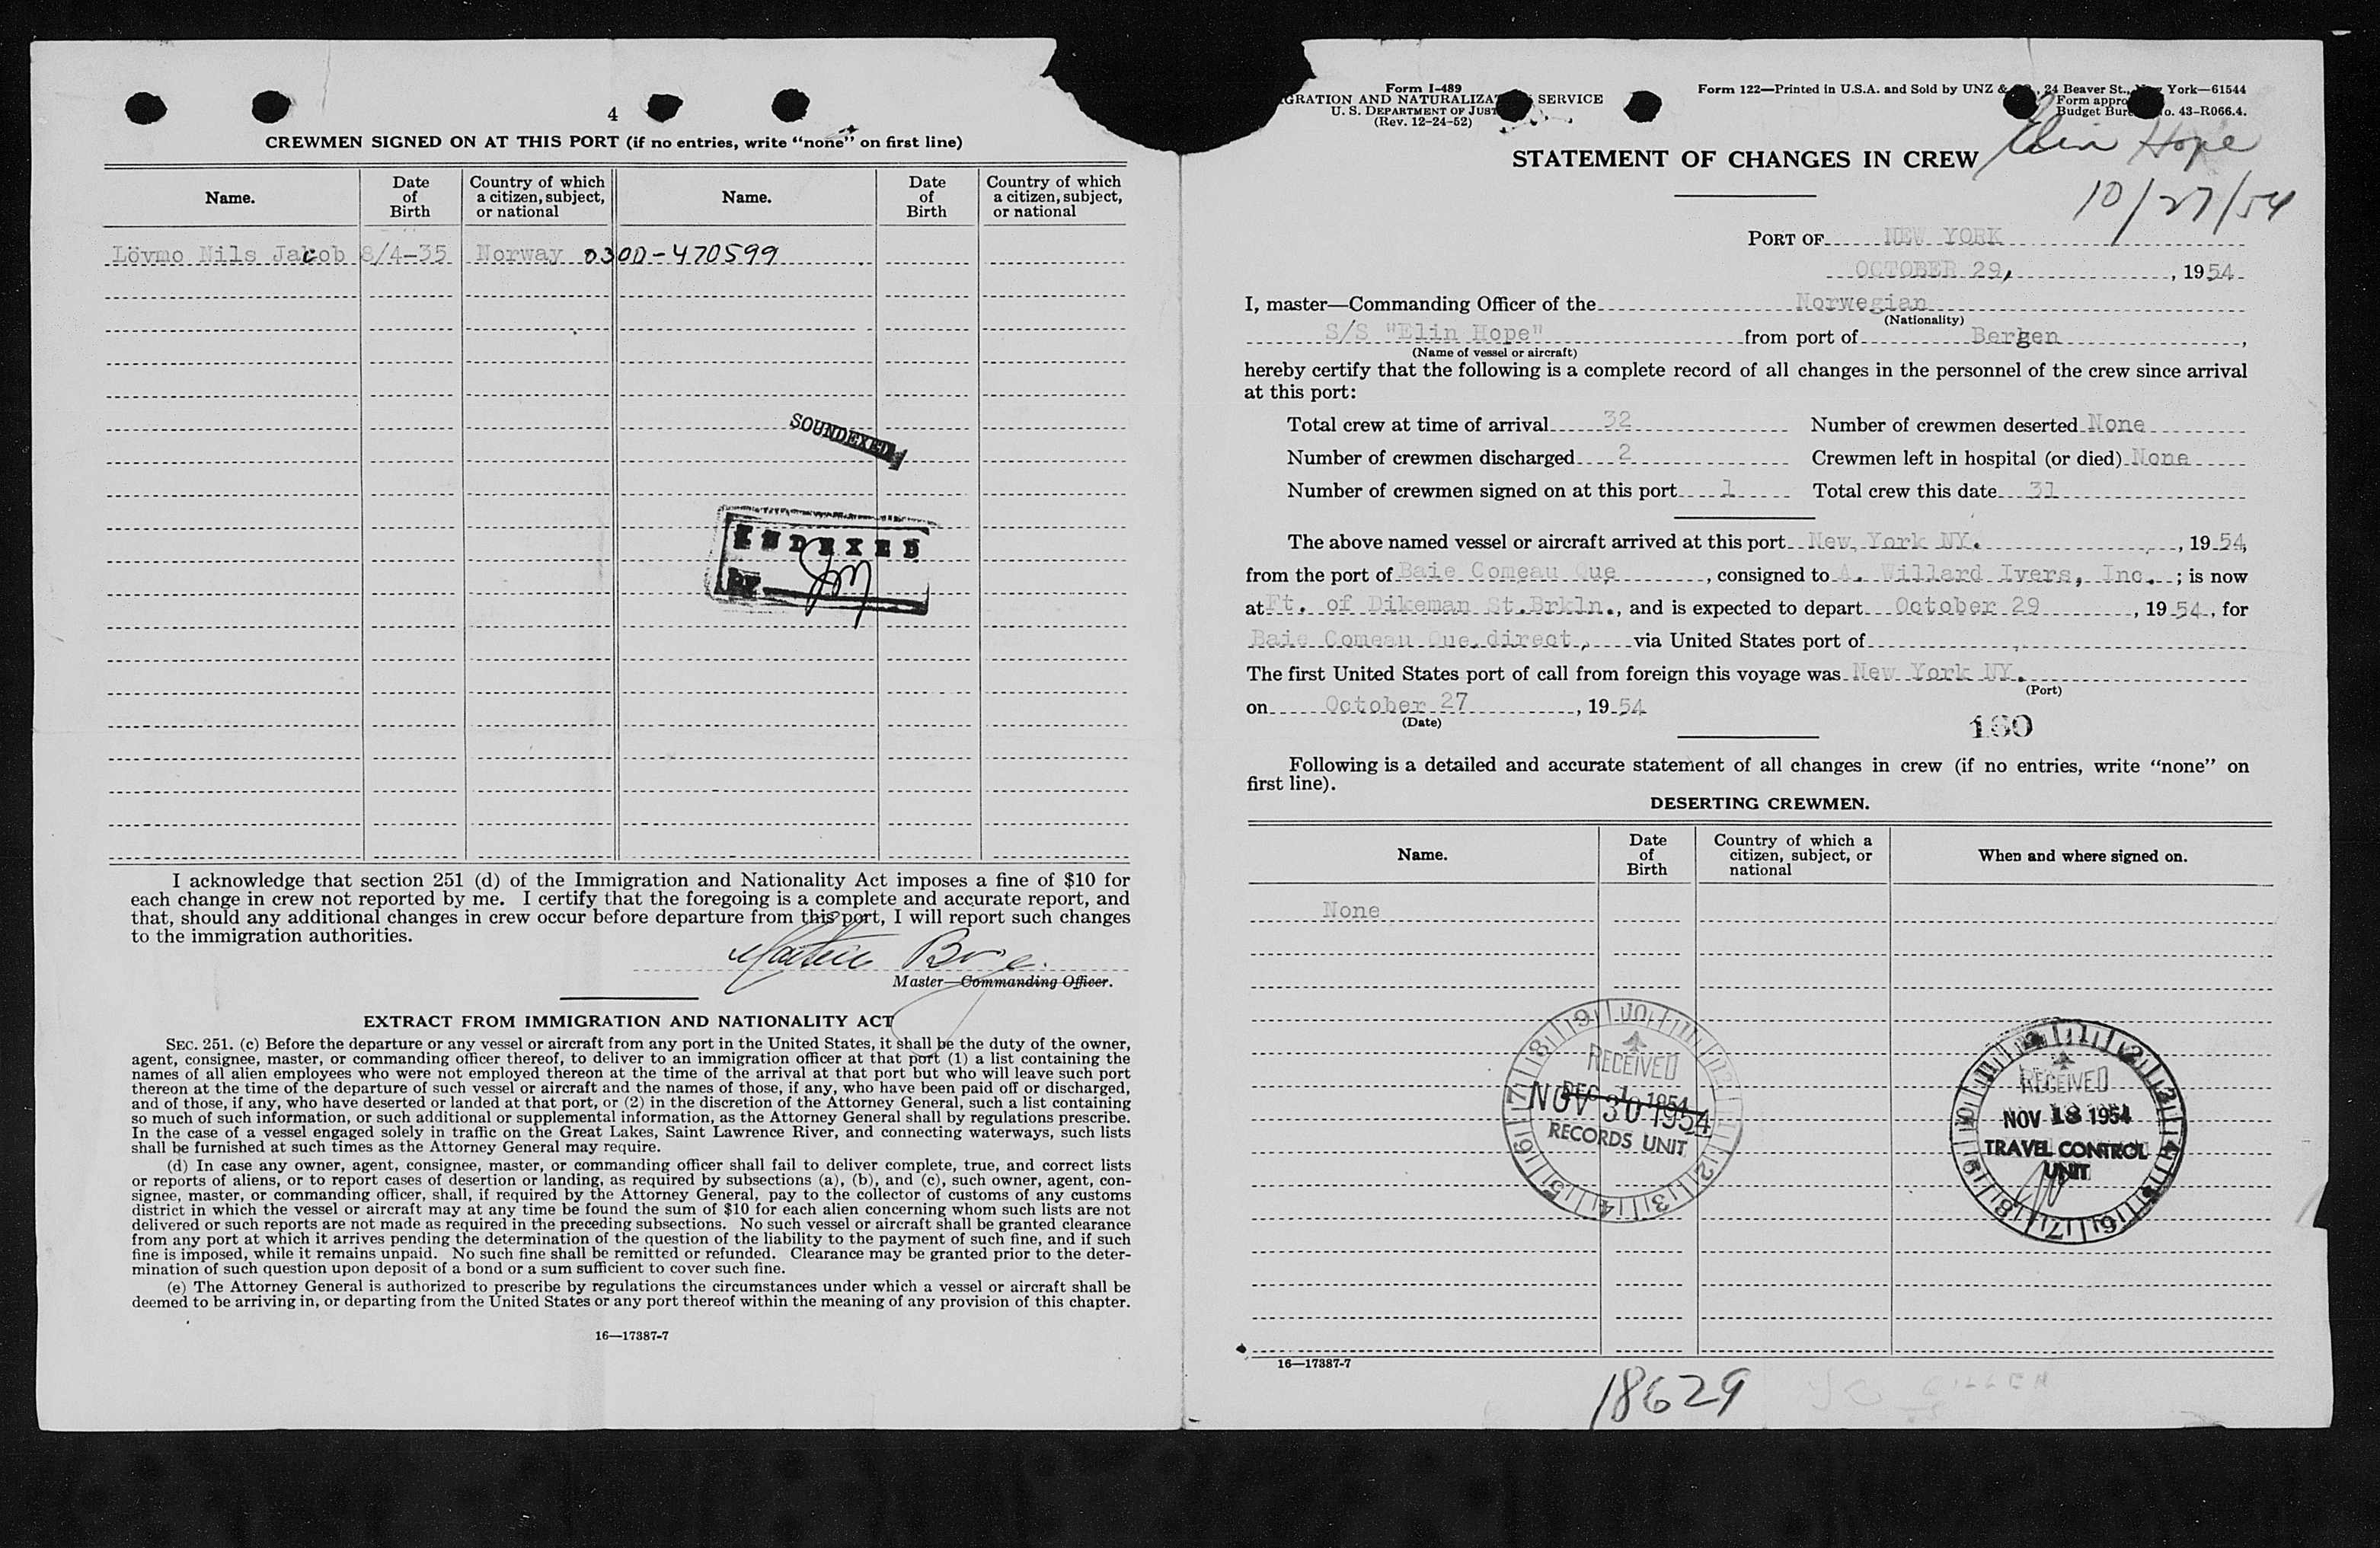 4
CREWMEN SIGNED ON AT THIS PORT (if no entries, write "none" on first line)
Name. Date of Birth Country of which a citizen, subject, or national Name. Date of Birth Country of which a citizen, subject, or national
Lövmo Nils Jacob 8/4-35 Norway 0300-470599
SOUNDEXED
INDEXED
by
I acknowledge that section 251 (d) of the Immigration and Nationality Act imposes a fine of $10 for
each change in crew not reported by me. I certify that the foregoing is a complete and accurate report, and
that, should any additional changes in crew occur before departure from this port, I will report such changes
to the immigration authorities.
Master—Commanding Officer.
EXTRACT FROM IMMIGRATION AND NATIONALITY ACT
SEC. 251. (c) Before the departure or any vessel or aircraft from any port in the United States, it shall be the duty of the owner,
agent, consignee, master, or commanding officer thereof, to deliver to an immigration officer at that port (1) a list containing the
names of all alien employees who were not employed thereon at the time of the arrival at that port but who will leave such port
thereon at the time of the departure of such vessel or aircraft and the names of those, if any, who have been paid off or discharged,
and of those, if any, who have deserted or landed at that port, or (2) in the discretion of the Attorney General, such a list containing
so much of such information, or such additional or supplemental information, as the Attorney General shall by regulations prescribe.
In the case of a vessel engaged solely in traffic on the Great Lakes, Saint Lawrence River, and connecting waterways, such lists
shall be furnished at such times as the Attorney General may require.
(d) In case any owner, agent, consignee, master, or commanding officer shall fail to deliver complete, true, and correct lists
or reports of aliens, or to report cases of desertion or landing, as required by subsections (a), (b), and (c), such owner, agent, con-
signee, master, or commanding officer, shall, if required by the Attorney General, pay to the collector of customs of any customs
district in which the vessel or aircraft may at any time be found the sum of $10 for each alien concerning whom such lists are not
delivered or such reports are not made as required in the preceding subsections. No such vessel or aircraft shall be granted clearance
from any port at which it arrives pending the determination of the question of the liability to the payment of such fine, and if such
fine is imposed, while it remains unpaid. No such fine shall be remitted or refunded. Clearance may be granted prior to the deter-
mination of such question upon deposit of a bond or a sum sufficient to cover such fine.
(e) The Attorney General is authorized to prescribe by regulations the circumstances under which a vessel or aircraft shall be
deemed to be arriving in, or departing from the United States or any port thereof within the meaning of any provision of this chapter.
16—17387-7
Form I-489
SERVICE
U. S. DEPARTMENT OF
(Rev. 12-24-52)
Form 122—Printed in U.S.A. and Sold by UNZ & 24 Beaver St., York—61544
Form
Budget 43-R066.4.
Elin Hope
10/27/54
STATEMENT OF CHANGES IN CREW
PORT OF NEW YORK
OCTOBER 29, , 19 54
I, master—Commanding Officer of the Norwegian
(Nationality)
S/S "Elin Hope" from port of Bergen ,
(Name of vessel or aircraft)
hereby certify that the following is a complete record of all changes in the personnel of the crew since arrival
at this port:
Total crew at time of arrival 32 Number of crewmen deserted None
Number of crewmen discharged 2 Crewmen left in hospital (or died) None
Number of crewmen signed on at this port 1 Total crew this date 31
The above named vessel or aircraft arrived at this port New York NY. , 19 54,
from the port of Baie Comeau Que , consigned to A. Willard Ivers, Inc. ; is now
at Ft. of Dikeman St.Brkln., and is expected to depart October 29 , 19 54 , for
Baie Comeau Que.direct, via United States port of
The first United States port of call from foreign this voyage was New York NY.
(Port)
on October 27 , 19 54
(Date)
Following is a detailed and accurate statement of all changes in crew (if no entries, write "none" on
first line).
DESERTING CREWMEN.
Name. Date of Birth Country of which a citizen, subject, or national When and where signed on.
None
RECEIVED
DEC 1 1954
NOV 30 1954
RECORDS UNIT
RECEIVED
NOV 18 1954
TRAVEL CONTROL
UNIT
16—17387-7
18629